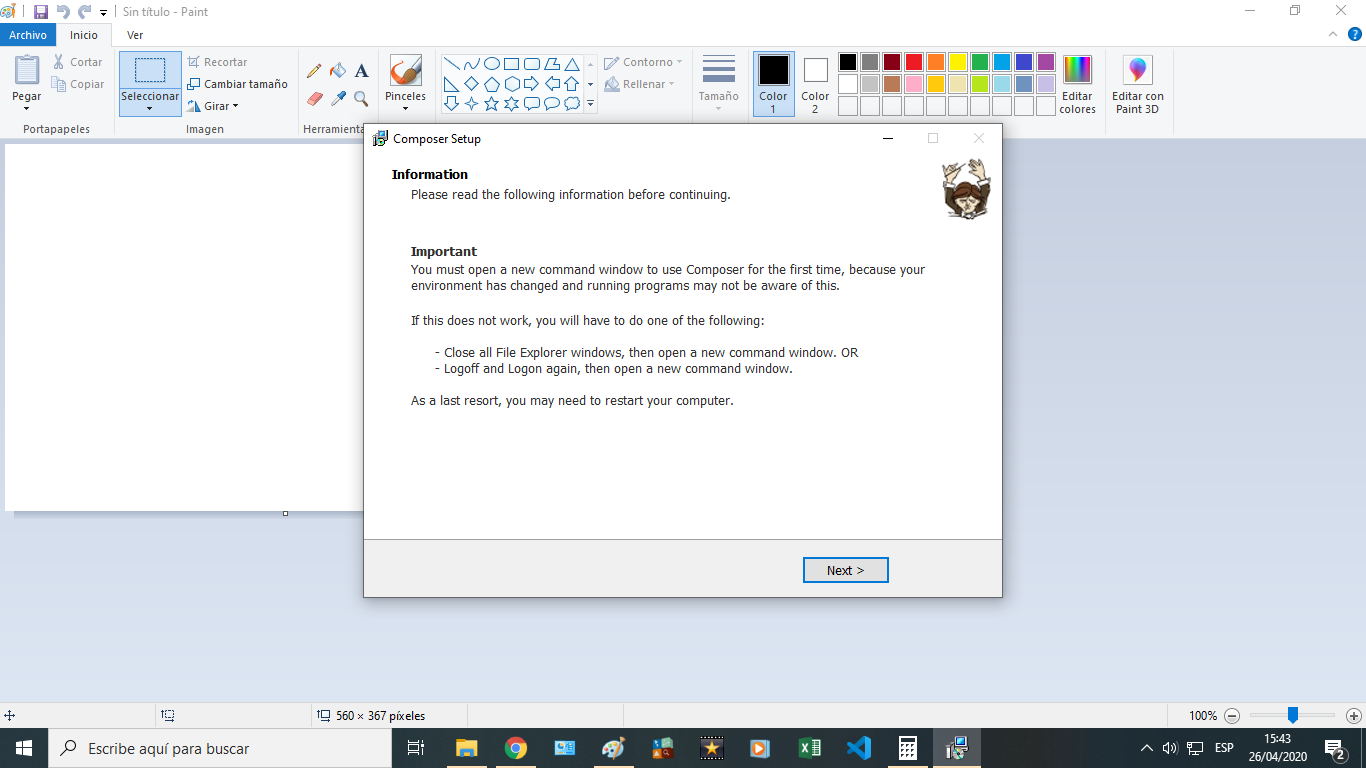 Sin título - Paint
Archivo Inicio Ver
Pegar
Cortar
Copiar
Portapapeles
Seleccionar
Recortar
Cambiar tamaño
Girar
Imagen
A
Herramienta
Pinceles
Contorno
Rellenar
Tamaño
Color
1
Color
2
Editar
colores
Editar con
Paint 3D
Composer Setup
Information
Please read the following information before continuing.
Important
You must open a new command window to use Composer for the first time, because your
environment has changed and running programs may not be aware of this.
If this does not work, you will have to do one of the following:
- Close all File Explorer windows, then open a new command window. OR
- Logoff and Logon again, then open a new command window.
As a last resort, you may need to restart your computer.
Next >
560 × 367 píxeles
100%
Escribe aquí para buscar
ESP
15:43
26/04/2020
2